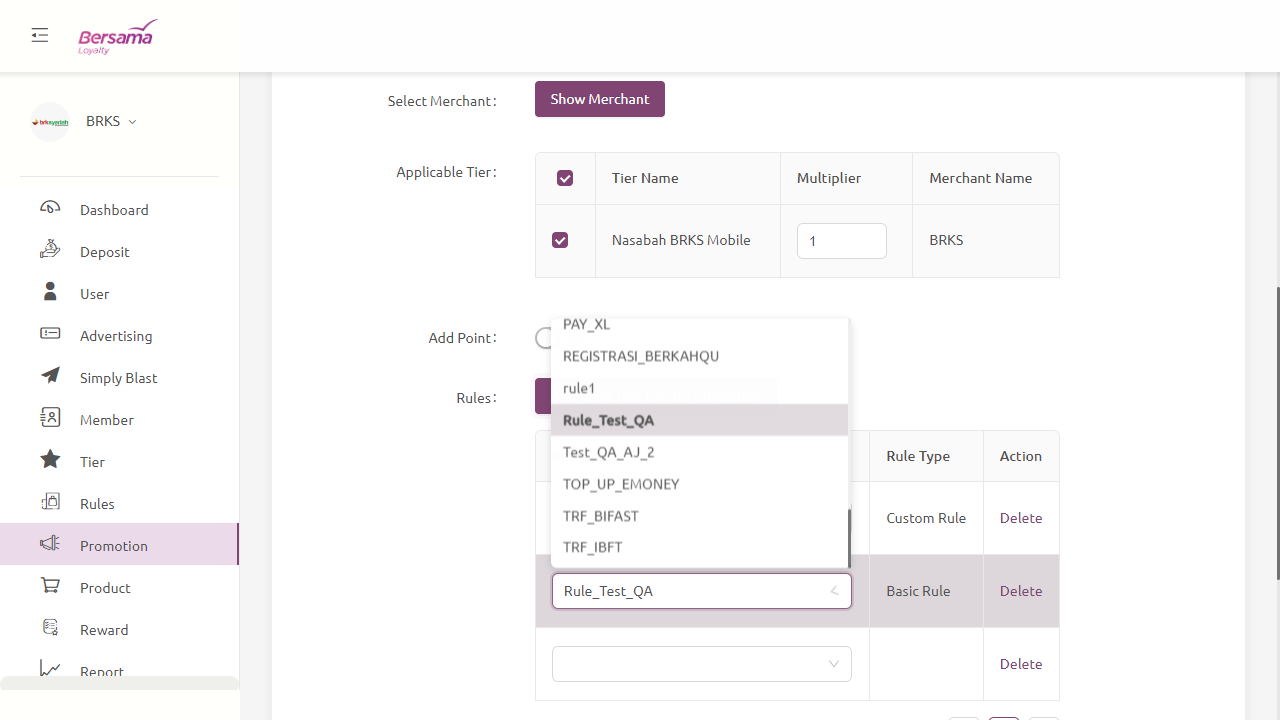 Bersama
Loyalty
brksyariah
BRKS
Dashboard
Deposit
User
Advertising
Simply Blast
Member
Tier
Rules
Promotion
Product
Reward
Report
Select Merchant:
Show Merchant
Applicable Tier:
Tier Name
Multiplier
Merchant Name
Nasabah BRKS Mobile
1
BRKS
Add Point:
Rules:
PAY_XL
REGISTRASI_BERKAHQU
rule1
Rule_Test_QA
Test_QA_AJ_2
TOP_UP_EMONEY
TRF_BIFAST
TRF_IBFT
Rule Type
Action
Custom Rule
Delete
Rule_Test_QA
Basic Rule
Delete
Delete